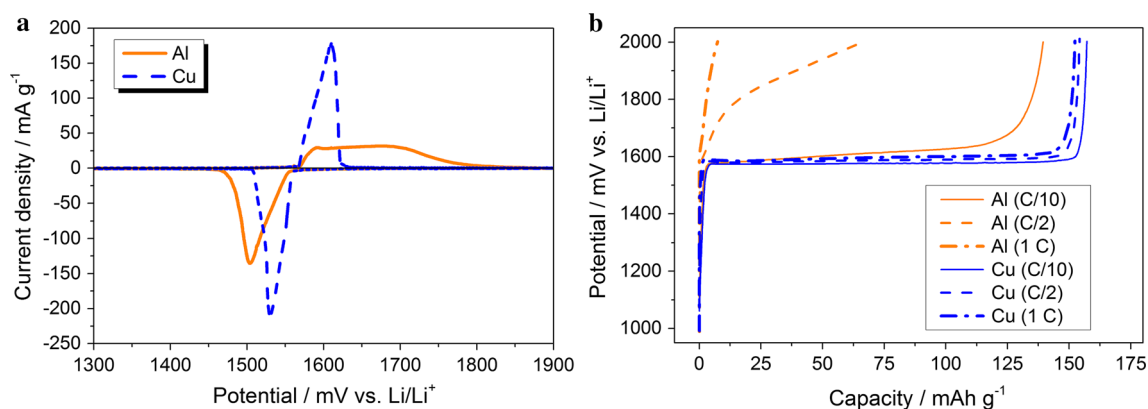 a
200
150
100
50
0
-50
-100
-150
-200
-250
Current density / mA g⁻¹
Al
Cu
1300 1400 1500 1600 1700 1800 1900
Potential / mV vs. Li/Li⁺
b
2000
1800
1600
1400
1200
1000
Potential / mV vs. Li/Li⁺
Al (C/10)
Al (C/2)
Al (1 C)
Cu (C/10)
Cu (C/2)
Cu (1 C)
0 25 50 75 100 125 150 175
Capacity / mAh g⁻¹